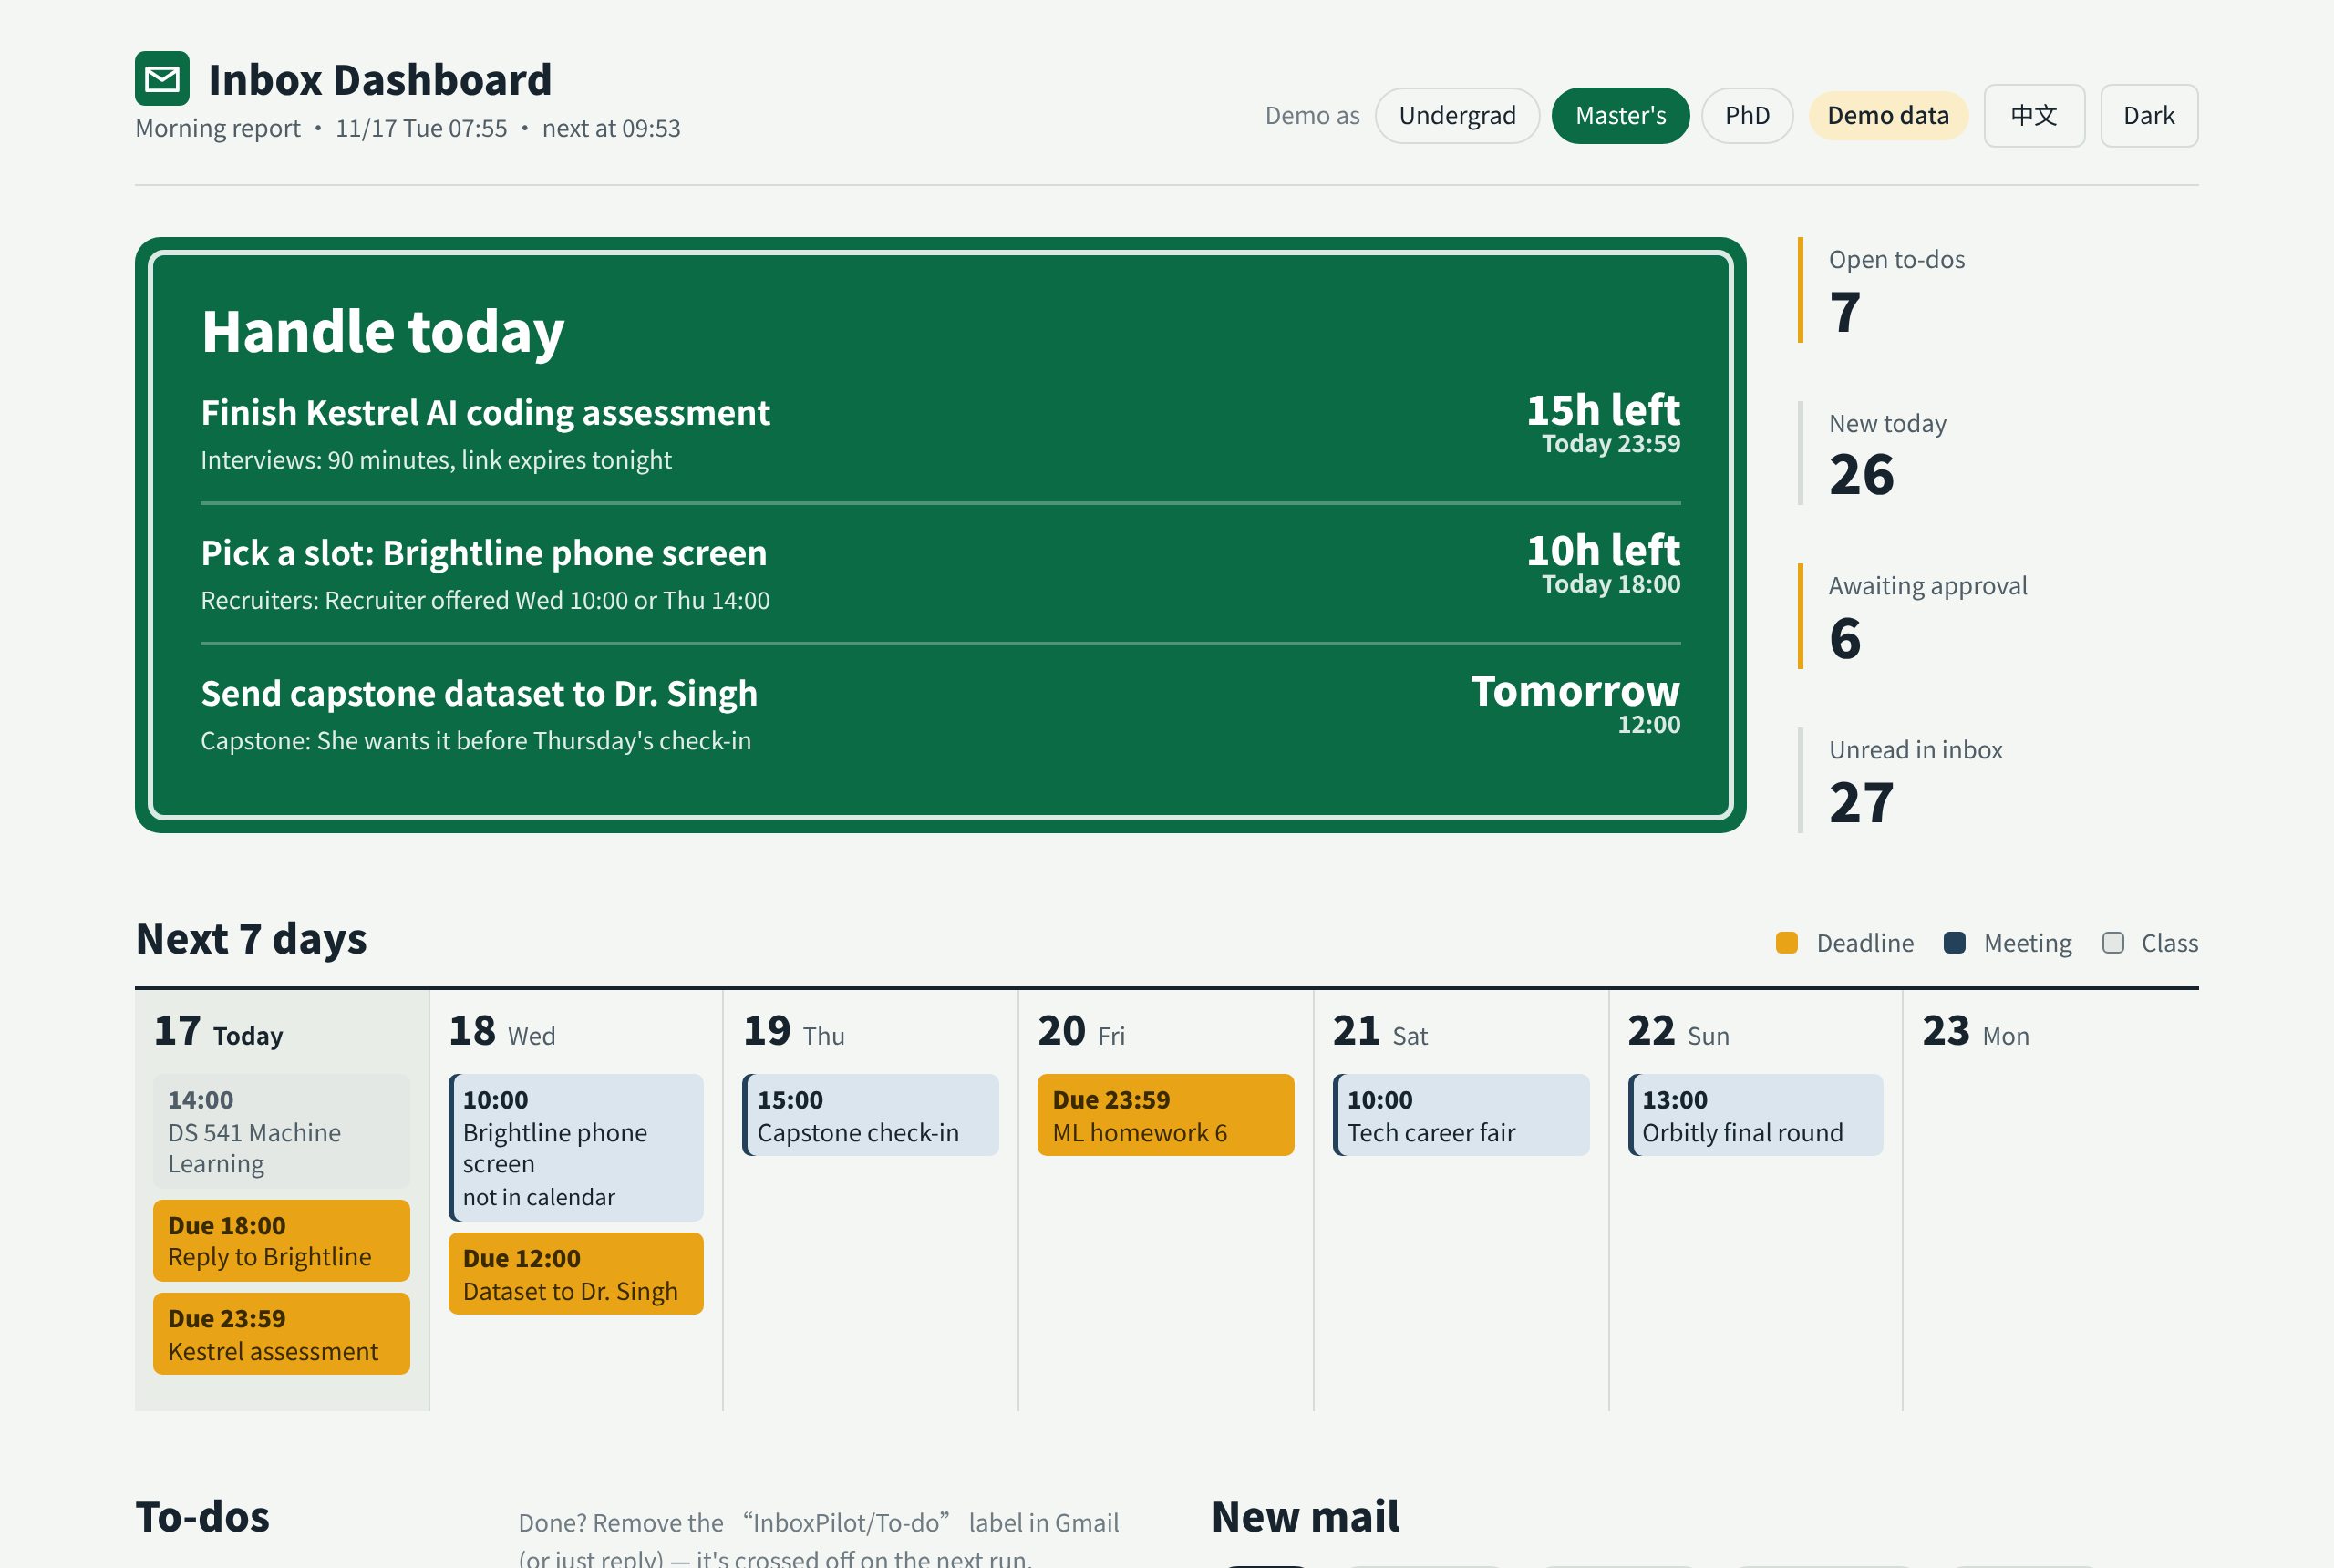 Inbox Dashboard
Morning report • 11/17 Tue 07:55 • next at 09:53
Demo as Undergrad Master's PhD Demo data 中文 Dark
Handle today
Finish Kestrel AI coding assessment
15h left
Today 23:59
Interviews: 90 minutes, link expires tonight
Pick a slot: Brightline phone screen
10h left
Today 18:00
Recruiters: Recruiter offered Wed 10:00 or Thu 14:00
Send capstone dataset to Dr. Singh
Tomorrow
12:00
Capstone: She wants it before Thursday's check-in
Open to-dos
7
New today
26
Awaiting approval
6
Unread in inbox
27
Next 7 days
Deadline Meeting Class
17 Today
14:00
DS 541 Machine
Learning
Due 18:00
Reply to Brightline
Due 23:59
Kestrel assessment
18 Wed
10:00
Brightline phone
screen
not in calendar
Due 12:00
Dataset to Dr. Singh
19 Thu
15:00
Capstone check-in
20 Fri
Due 23:59
ML homework 6
21 Sat
10:00
Tech career fair
22 Sun
13:00
Orbitly final round
23 Mon
To-dos
Done? Remove the “InboxPilot/To-do” label in Gmail
(or just reply) — it's crossed off on the next run.
New mail